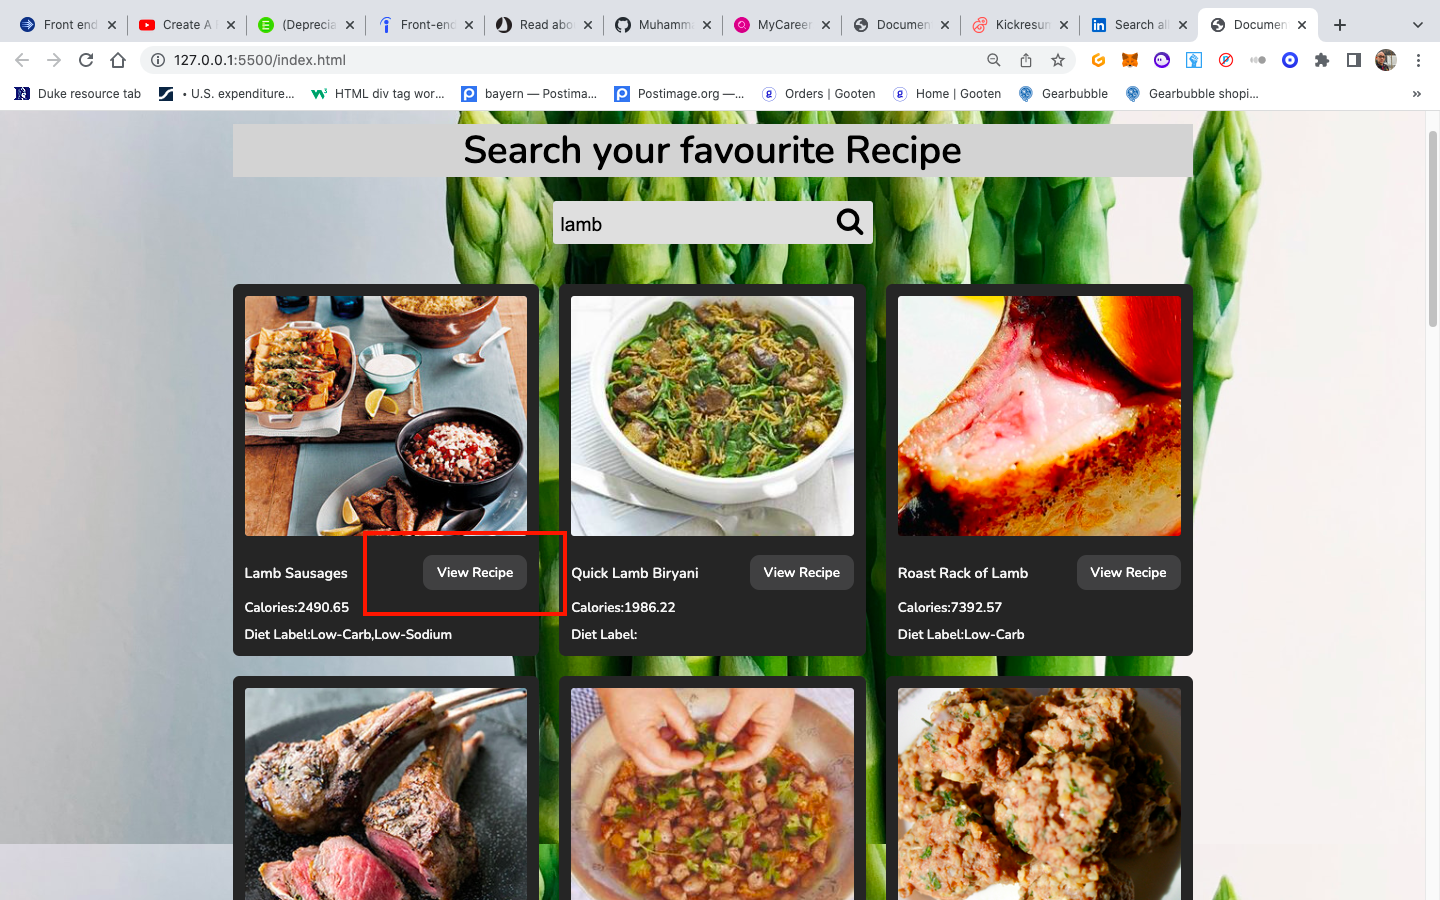 Front end
Create A
(Deprecia
Front-end
Read abo
Muhamma
MyCareer
Documen
Kickresun
Search all
Documen
127.0.0.1:5500/index.html
Duke resource tab
• U.S. expenditure...
HTML div tag wor...
bayern — Postima...
Postimage.org —...
Orders | Gooten
Home | Gooten
Gearbubble
Gearbubble shopi...
»
Search your favourite Recipe
lamb
Lamb Sausages
View Recipe
Calories:2490.65
Diet Label:Low-Carb,Low-Sodium
Quick Lamb Biryani
View Recipe
Calories:1986.22
Diet Label:
Roast Rack of Lamb
View Recipe
Calories:7392.57
Diet Label:Low-Carb